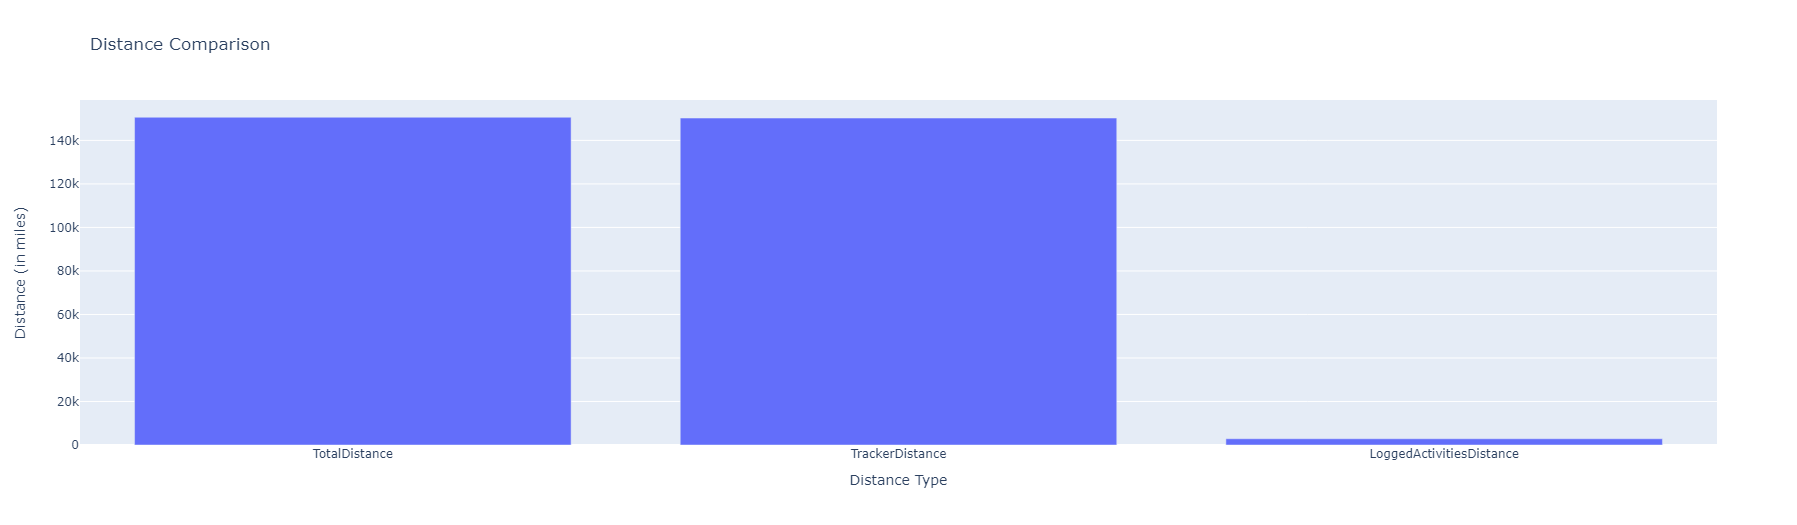 Distance Comparison
140k
120k
100k
80k
60k
40k
20k
0
Distance (in miles)
TotalDistance
TrackerDistance
LoggedActivitiesDistance
Distance Type